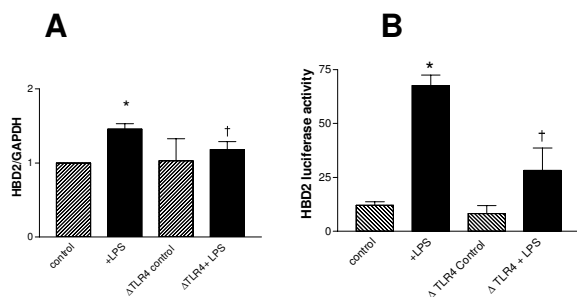 A
HBD2/GAPDH
2
1
0
*
†
control
+LPS
ΔTLR4 control
ΔTLR4+ LPS
B
HBD2 luciferase activity
75
50
25
0
*
†
control
+LPS
Δ TLR4 Control
Δ TLR4 + LPS